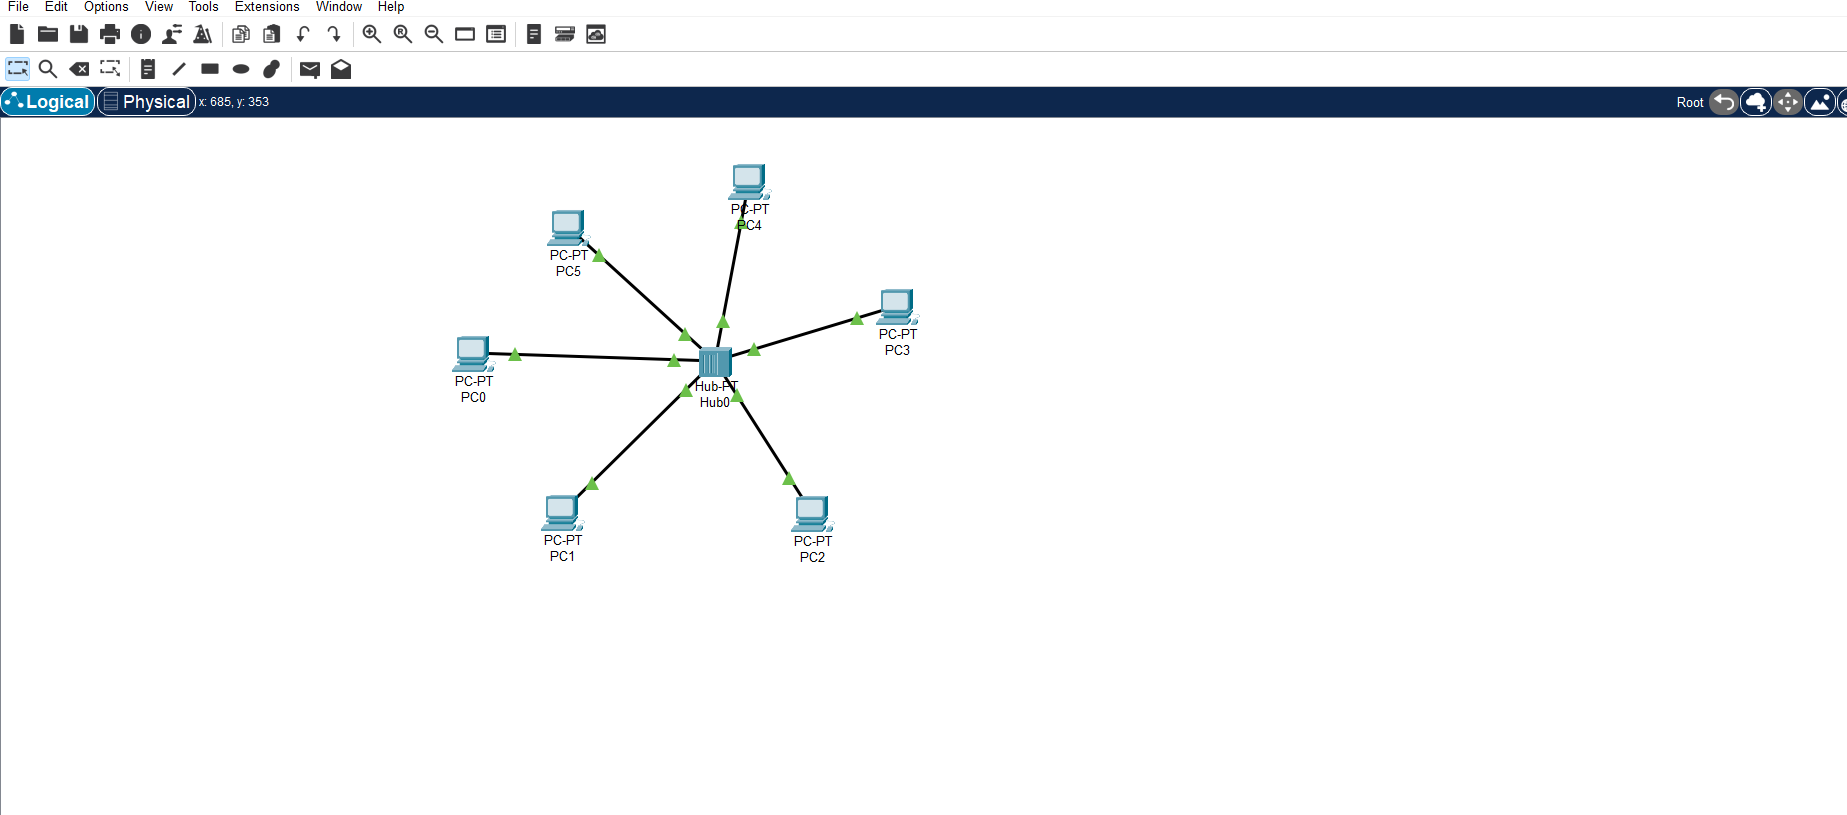 File Edit Options View Tools Extensions Window Help
Logical Physical x: 685, y: 353 Root
PC-PT
PC4
PC-PT
PC5
PC-PT
PC3
PC-PT
PC0
Hub-PT
Hub0
PC-PT
PC1
PC-PT
PC2